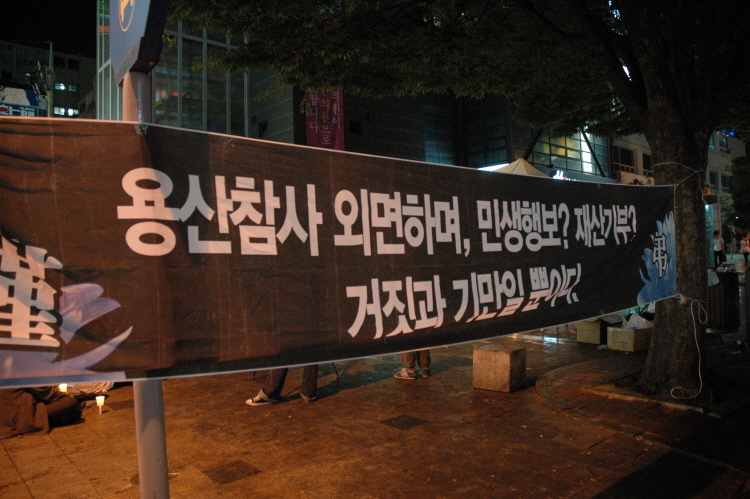 용산참사 외면하며, 민생행보? 재산기부?
거짓과 기만일 뿐이다.